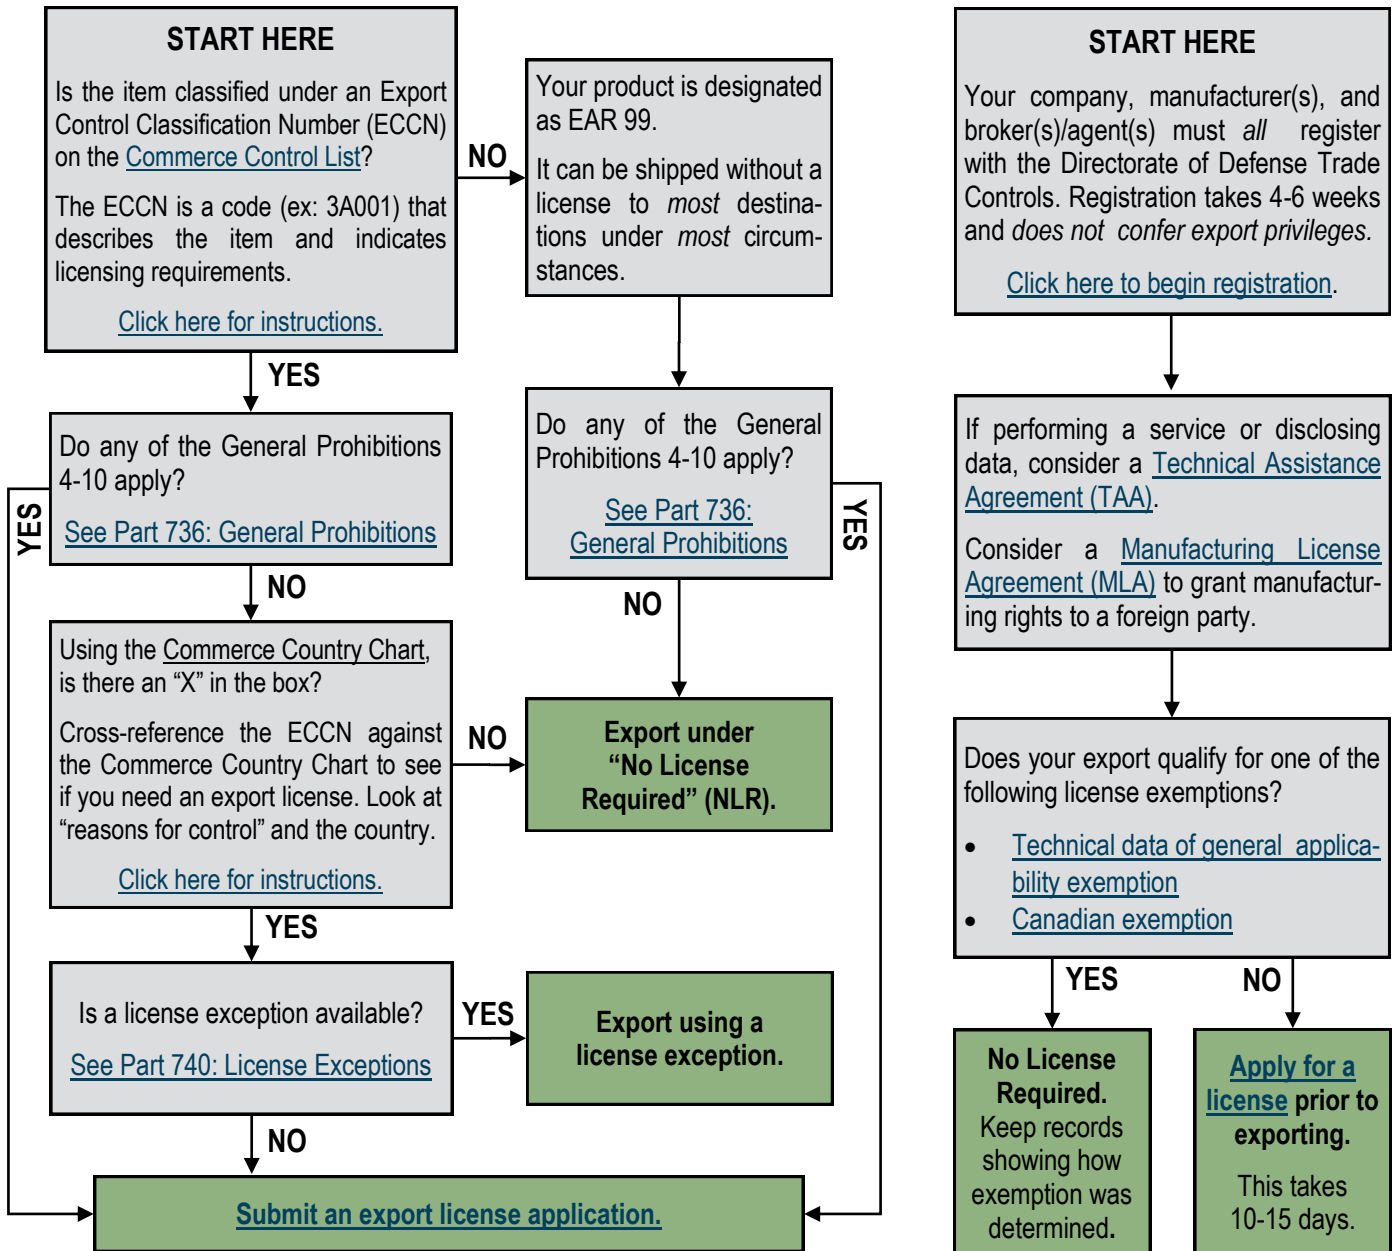 START HERE
Is the item classified under an Export
Control Classification Number (ECCN)
on the Commerce Control List?
The ECCN is a code (ex: 3A001) that
describes the item and indicates
licensing requirements.
Click here for instructions.
NO
Your product is designated
as EAR 99.
It can be shipped without a
license to most destina-
tions under most circum-
stances.
YES
Do any of the General Prohibitions
4-10 apply?
See Part 736: General Prohibitions
YES
NO
Do any of the General
Prohibitions 4-10 apply?
See Part 736:
General Prohibitions
YES
NO
Using the Commerce Country Chart,
is there an “X” in the box?
Cross-reference the ECCN against
the Commerce Country Chart to see
if you need an export license. Look at
“reasons for control” and the country.
Click here for instructions.
NO
Export under
“No License
Required” (NLR).
YES
Is a license exception available?
See Part 740: License Exceptions
YES
Export using a
license exception.
NO
Submit an export license application.
START HERE
Your company, manufacturer(s), and
broker(s)/agent(s) must all register
with the Directorate of Defense Trade
Controls. Registration takes 4-6 weeks
and does not confer export privileges.
Click here to begin registration.
If performing a service or disclosing
data, consider a Technical Assistance
Agreement (TAA).
Consider a Manufacturing License
Agreement (MLA) to grant manufactur-
ing rights to a foreign party.
Does your export qualify for one of the
following license exemptions?
• Technical data of general applica-
bility exemption
• Canadian exemption
YES
NO
No License
Required.
Keep records
showing how
exemption was
determined.
Apply for a
license prior to
exporting.
This takes
10-15 days.